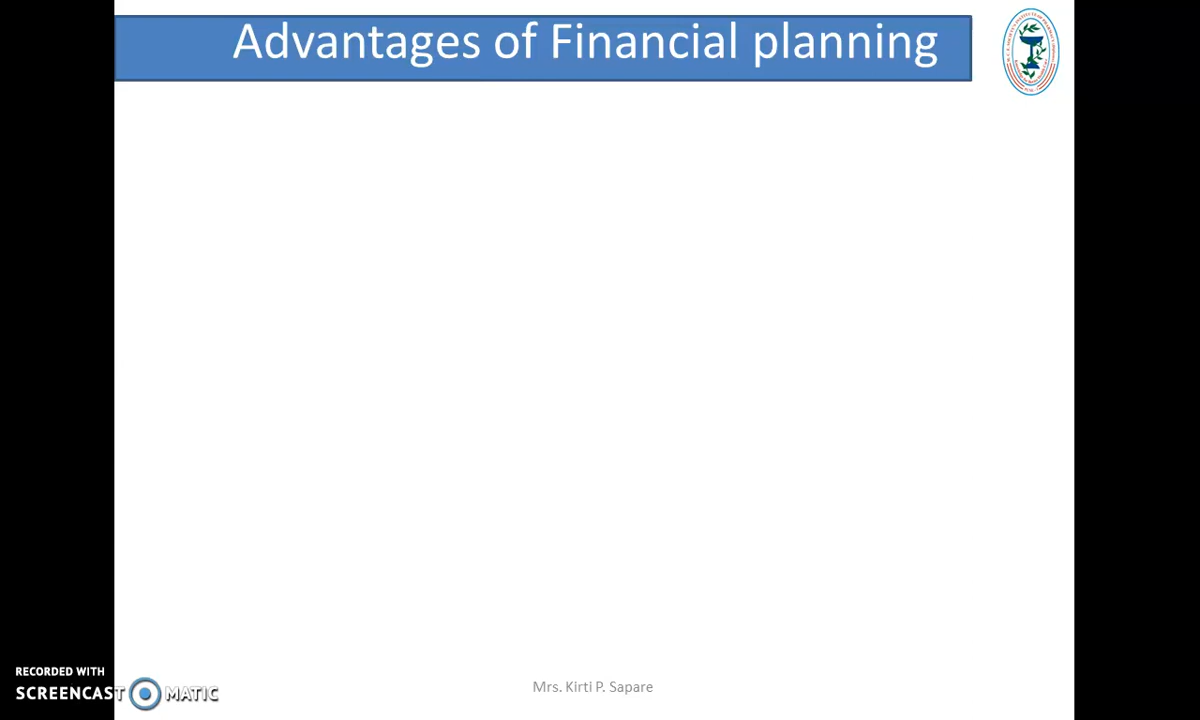 Advantages of Financial planning
RECORDED WITH
SCREENCAST MATIC
Mrs. Kirti P. Sapare